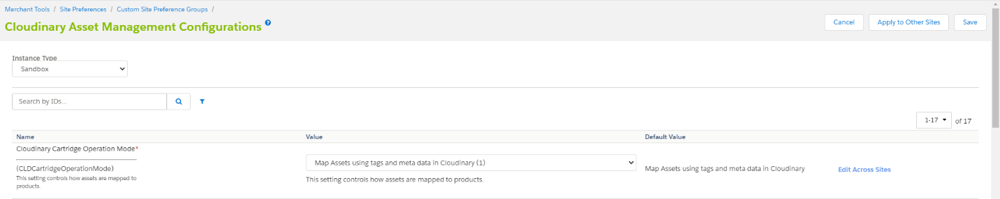 Merchant Tools / Site Preferences / Custom Site Preference Groups /
Cloudinary Asset Management Configurations ?
Cancel
Apply to Other Sites
Save
Instance Type
Sandbox
Search by IDs...
1-17 of 17
Name Value Default Value
Cloudinary Cartridge Operation Mode*
(CLDCartridgeOperationMode)
This setting controls how assets are mapped to
products.
Map Assets using tags and meta data in Cloudinary (1)
This setting controls how assets are mapped to products.
Map Assets using tags and meta data in Cloudinary
Edit Across Sites